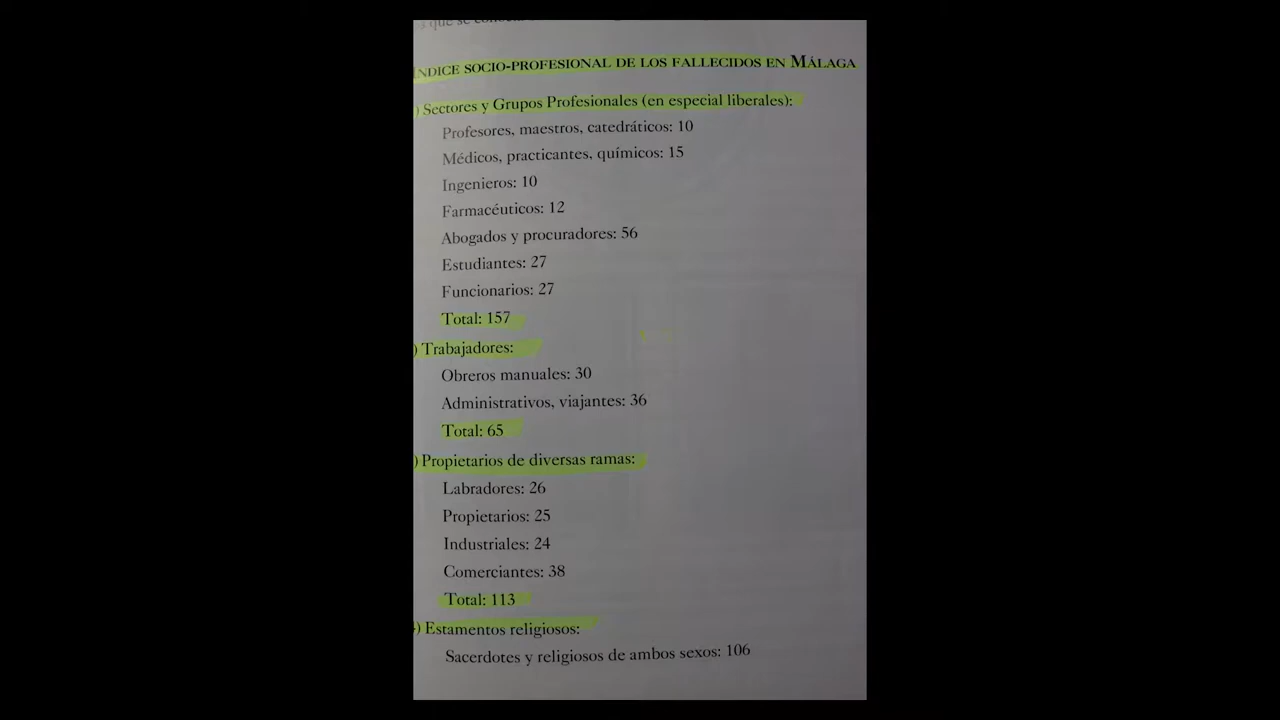 que se
NDICE SOCIO-PROFESIONAL DE LOS FALLECIDOS EN MÁLAGA
) Sectores y Grupos Profesionales (en especial liberales):
Profesores, maestros, catedráticos: 10
Médicos, practicantes, químicos: 15
Ingenieros: 10
Farmacéuticos: 12
Abogados y procuradores: 56
Estudiantes: 27
Funcionarios: 27
Total: 157
) Trabajadores:
Obreros manuales: 30
Administrativos, viajantes: 36
Total: 65
) Propietarios de diversas ramas:
Labradores: 26
Propietarios: 25
Industriales: 24
Comerciantes: 38
Total: 113
) Estamentos religiosos:
Sacerdotes y religiosos de ambos sexos: 106